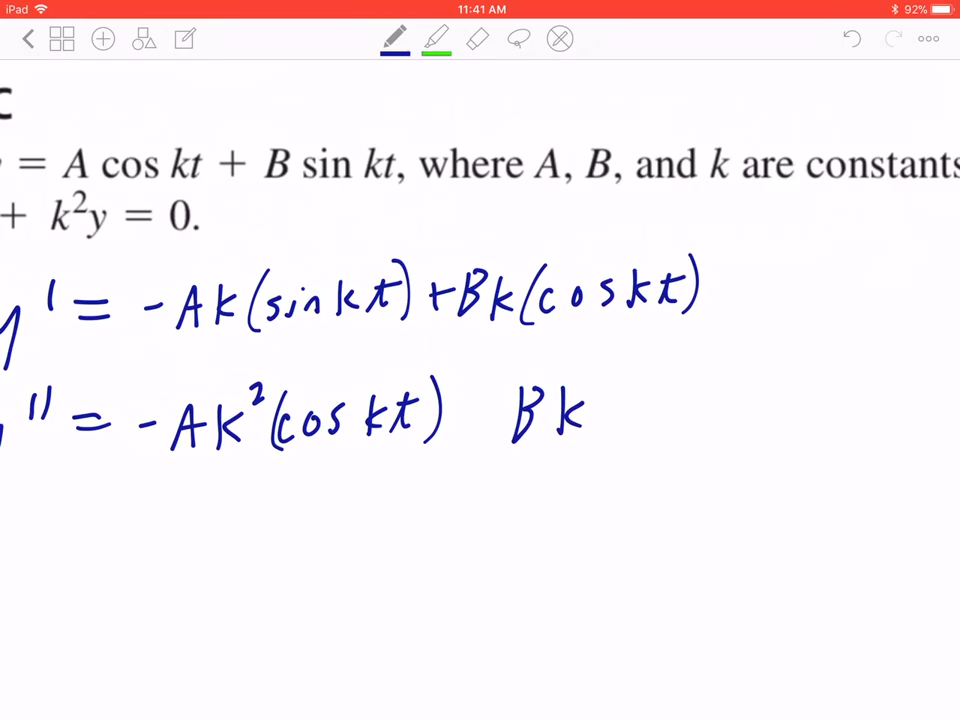 iPad 11:41 AM 92%
C
= A cos kt + B sin kt, where A, B, and k are constants
+ k²y = 0.
y' = -AK(sinkt)+BK(coskt)
'' = -AK²(coskt) BK